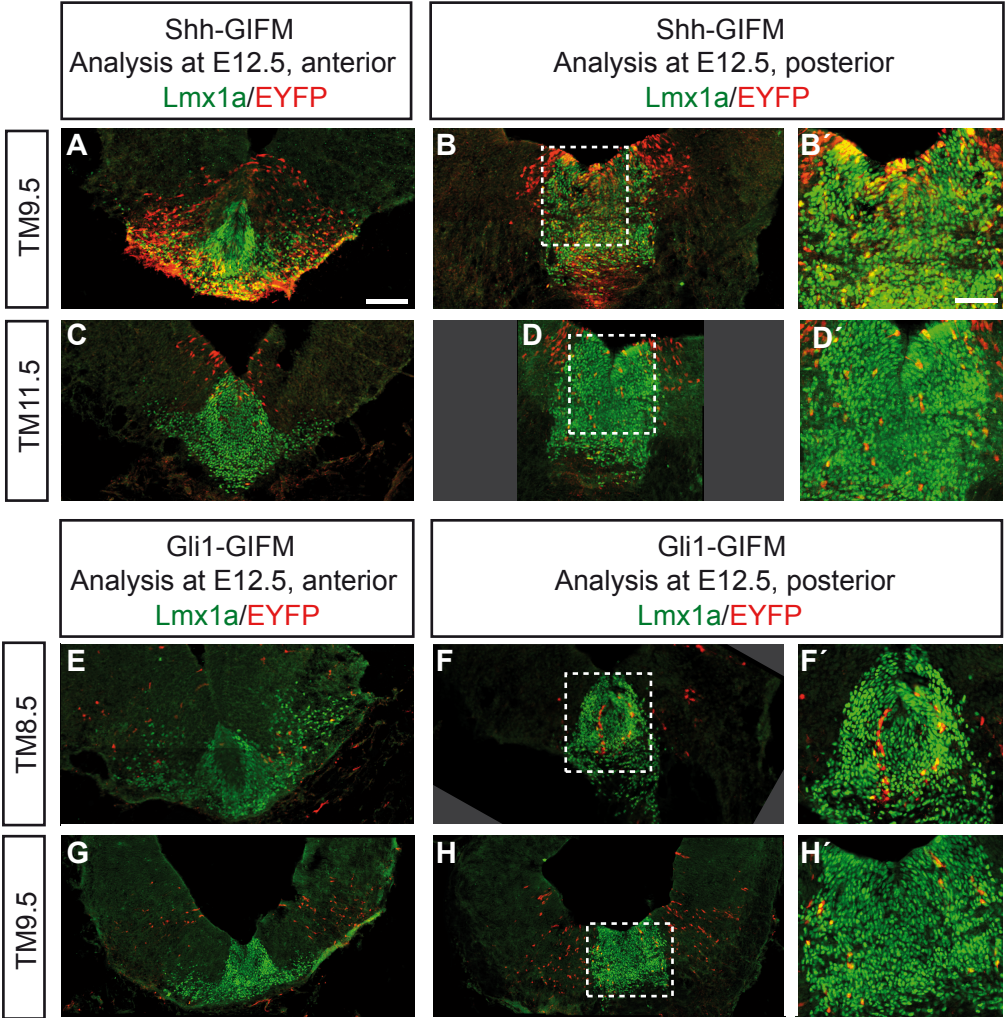 Shh-GIFM
Analysis at E12.5, anterior
Lmx1a/EYFP
Shh-GIFM
Analysis at E12.5, posterior
Lmx1a/EYFP
TM9.5
A
B
B´
TM11.5
C
D
D´
Gli1-GIFM
Analysis at E12.5, anterior
Lmx1a/EYFP
Gli1-GIFM
Analysis at E12.5, posterior
Lmx1a/EYFP
TM8.5
E
F
F´
TM9.5
G
H
H´